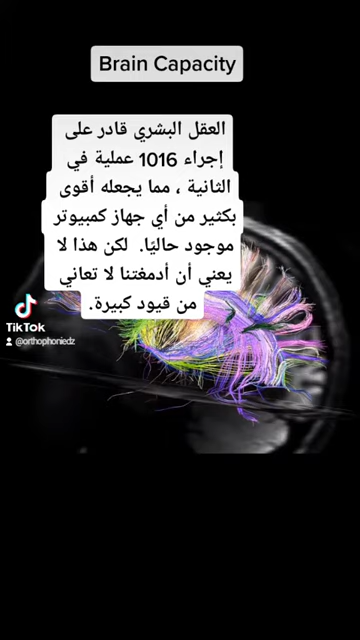 Brain Capacity
العقل البشري قادر على
إجراء 1016 عملية في
الثانية ، مما يجعله أقوى
بكثير من أي جهاز كمبيوتر
موجود حاليًا. لكن هذا لا
يعني أن أدمغتنا لا تعاني
من قيود كبيرة.
TikTok
@orthophoniedz